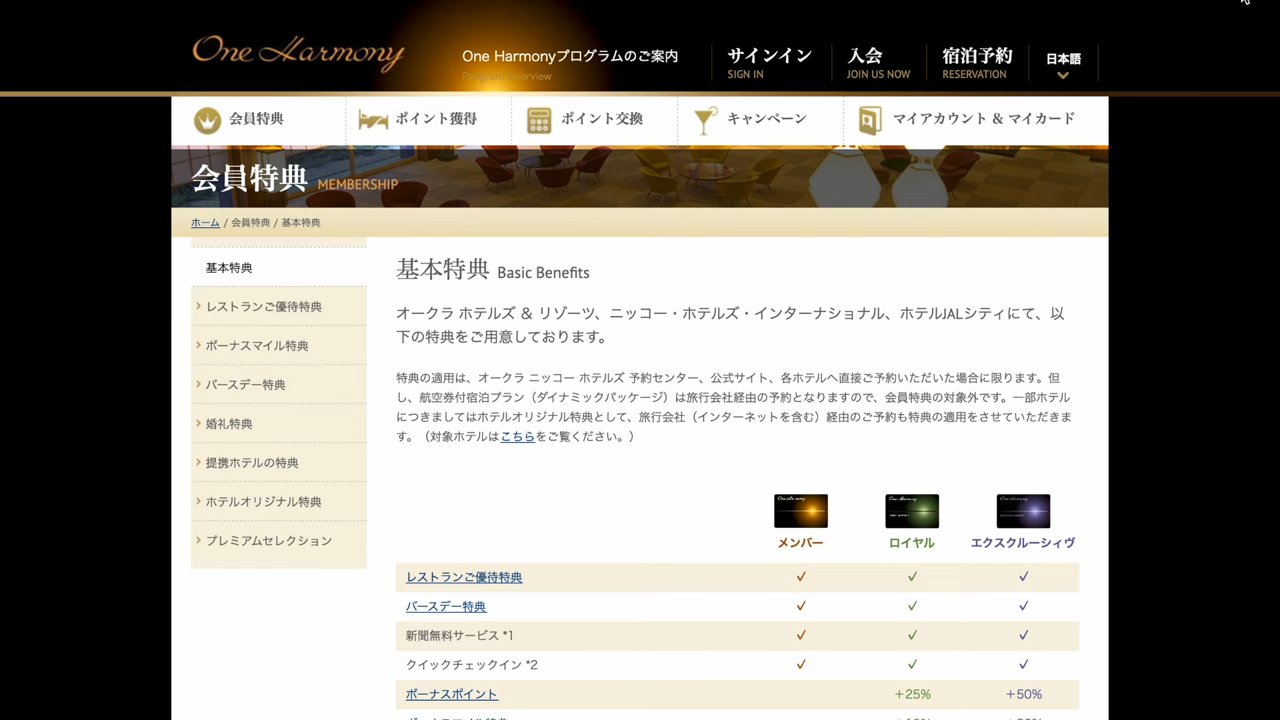 One Harmony
One Harmonyプログラムのご案内
Program Overview
サインイン
SIGN IN
入会
JOIN US NOW
宿泊予約
RESERVATION
日本語
会員特典
ポイント獲得
ポイント交換
キャンペーン
マイアカウント & マイカード
会員特典 MEMBERSHIP
ホーム / 会員特典 / 基本特典
基本特典
レストランご優待特典
ボーナスマイル特典
バースデー特典
婚礼特典
提携ホテルの特典
ホテルオリジナル特典
プレミアムセレクション
基本特典 Basic Benefits
オークラ ホテルズ & リゾーツ、ニッコー・ホテルズ・インターナショナル、ホテルJALシティにて、以
下の特典をご用意しております。
特典の適用は、オークラ ニッコー ホテルズ 予約センター、公式サイト、各ホテルへ直接ご予約いただいた場合に限ります。但
し、航空券付宿泊プラン（ダイナミックパッケージ）は旅行会社経由の予約となりますので、会員特典の対象外です。一部ホテル
につきましてはホテルオリジナル特典として、旅行会社（インターネットを含む）経由のご予約も特典の適用をさせていただきま
す。（対象ホテルはこちらをご覧ください。）
One Harmony
One Harmony
One Harmony
メンバー
ロイヤル
エクスクルーシィヴ
レストランご優待特典 ✓ ✓ ✓
バースデー特典 ✓ ✓ ✓
新聞無料サービス *1 ✓ ✓ ✓
クイックチェックイン *2 ✓ ✓ ✓
ボーナスポイント +25% +50%